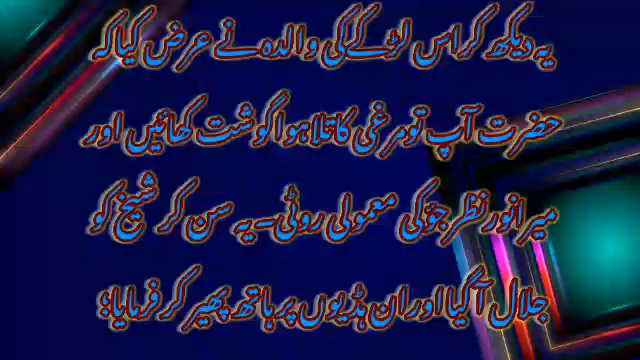 یہ دیکھ کر اس لڑکے کی والدہ نے عرض کیا کہ
حضرت آپ تو مرغی کا تلا ہوا گوشت کھائیں اور
میرا نور نظر جو کی معمولی روٹی۔ یہ سن کر شیخ کو
جلال آگیا اور ان ہڈیوں پر ہاتھ پھیر کر فرمایا؛